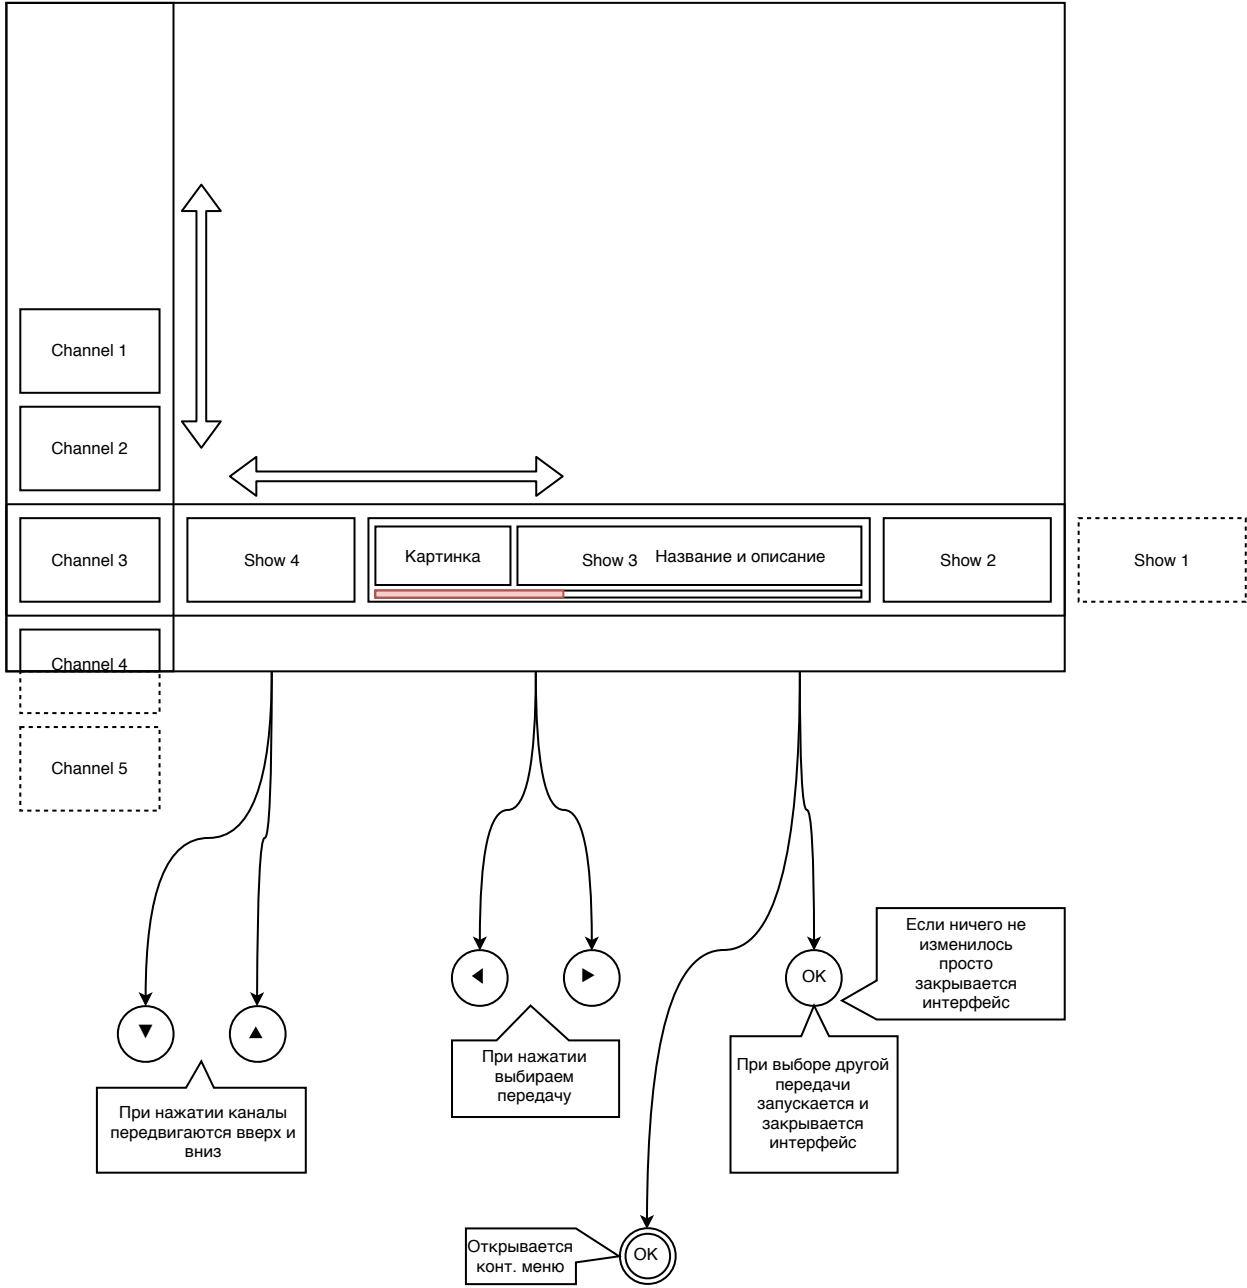 Channel 1
Channel 2
Channel 3
Show 4
Картинка
Show 3
Название и описание
Show 2
Show 1
Channel 4
Channel 5
При нажатии каналы
передвигаются вверх и
вниз
При нажатии
выбираем
передачу
OK
Если ничего не
изменилось
просто
закрывается
интерфейс
При выборе другой
передачи
запускается и
закрывается
интерфейс
Открывается
конт. меню
OK